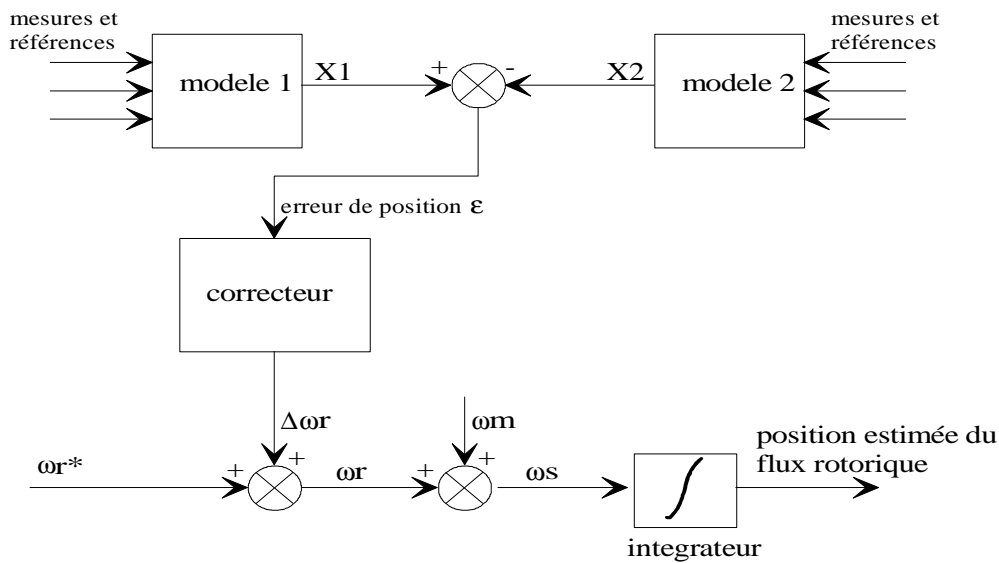 mesures et
références
mesures et
références
modele 1
X1
+
-
X2
modele 2
erreur de position ε
correcteur
Δωr
ωm
ωr*
+
+
ωr
+
+
ωs
position estimée du
flux rotorique
integrateur